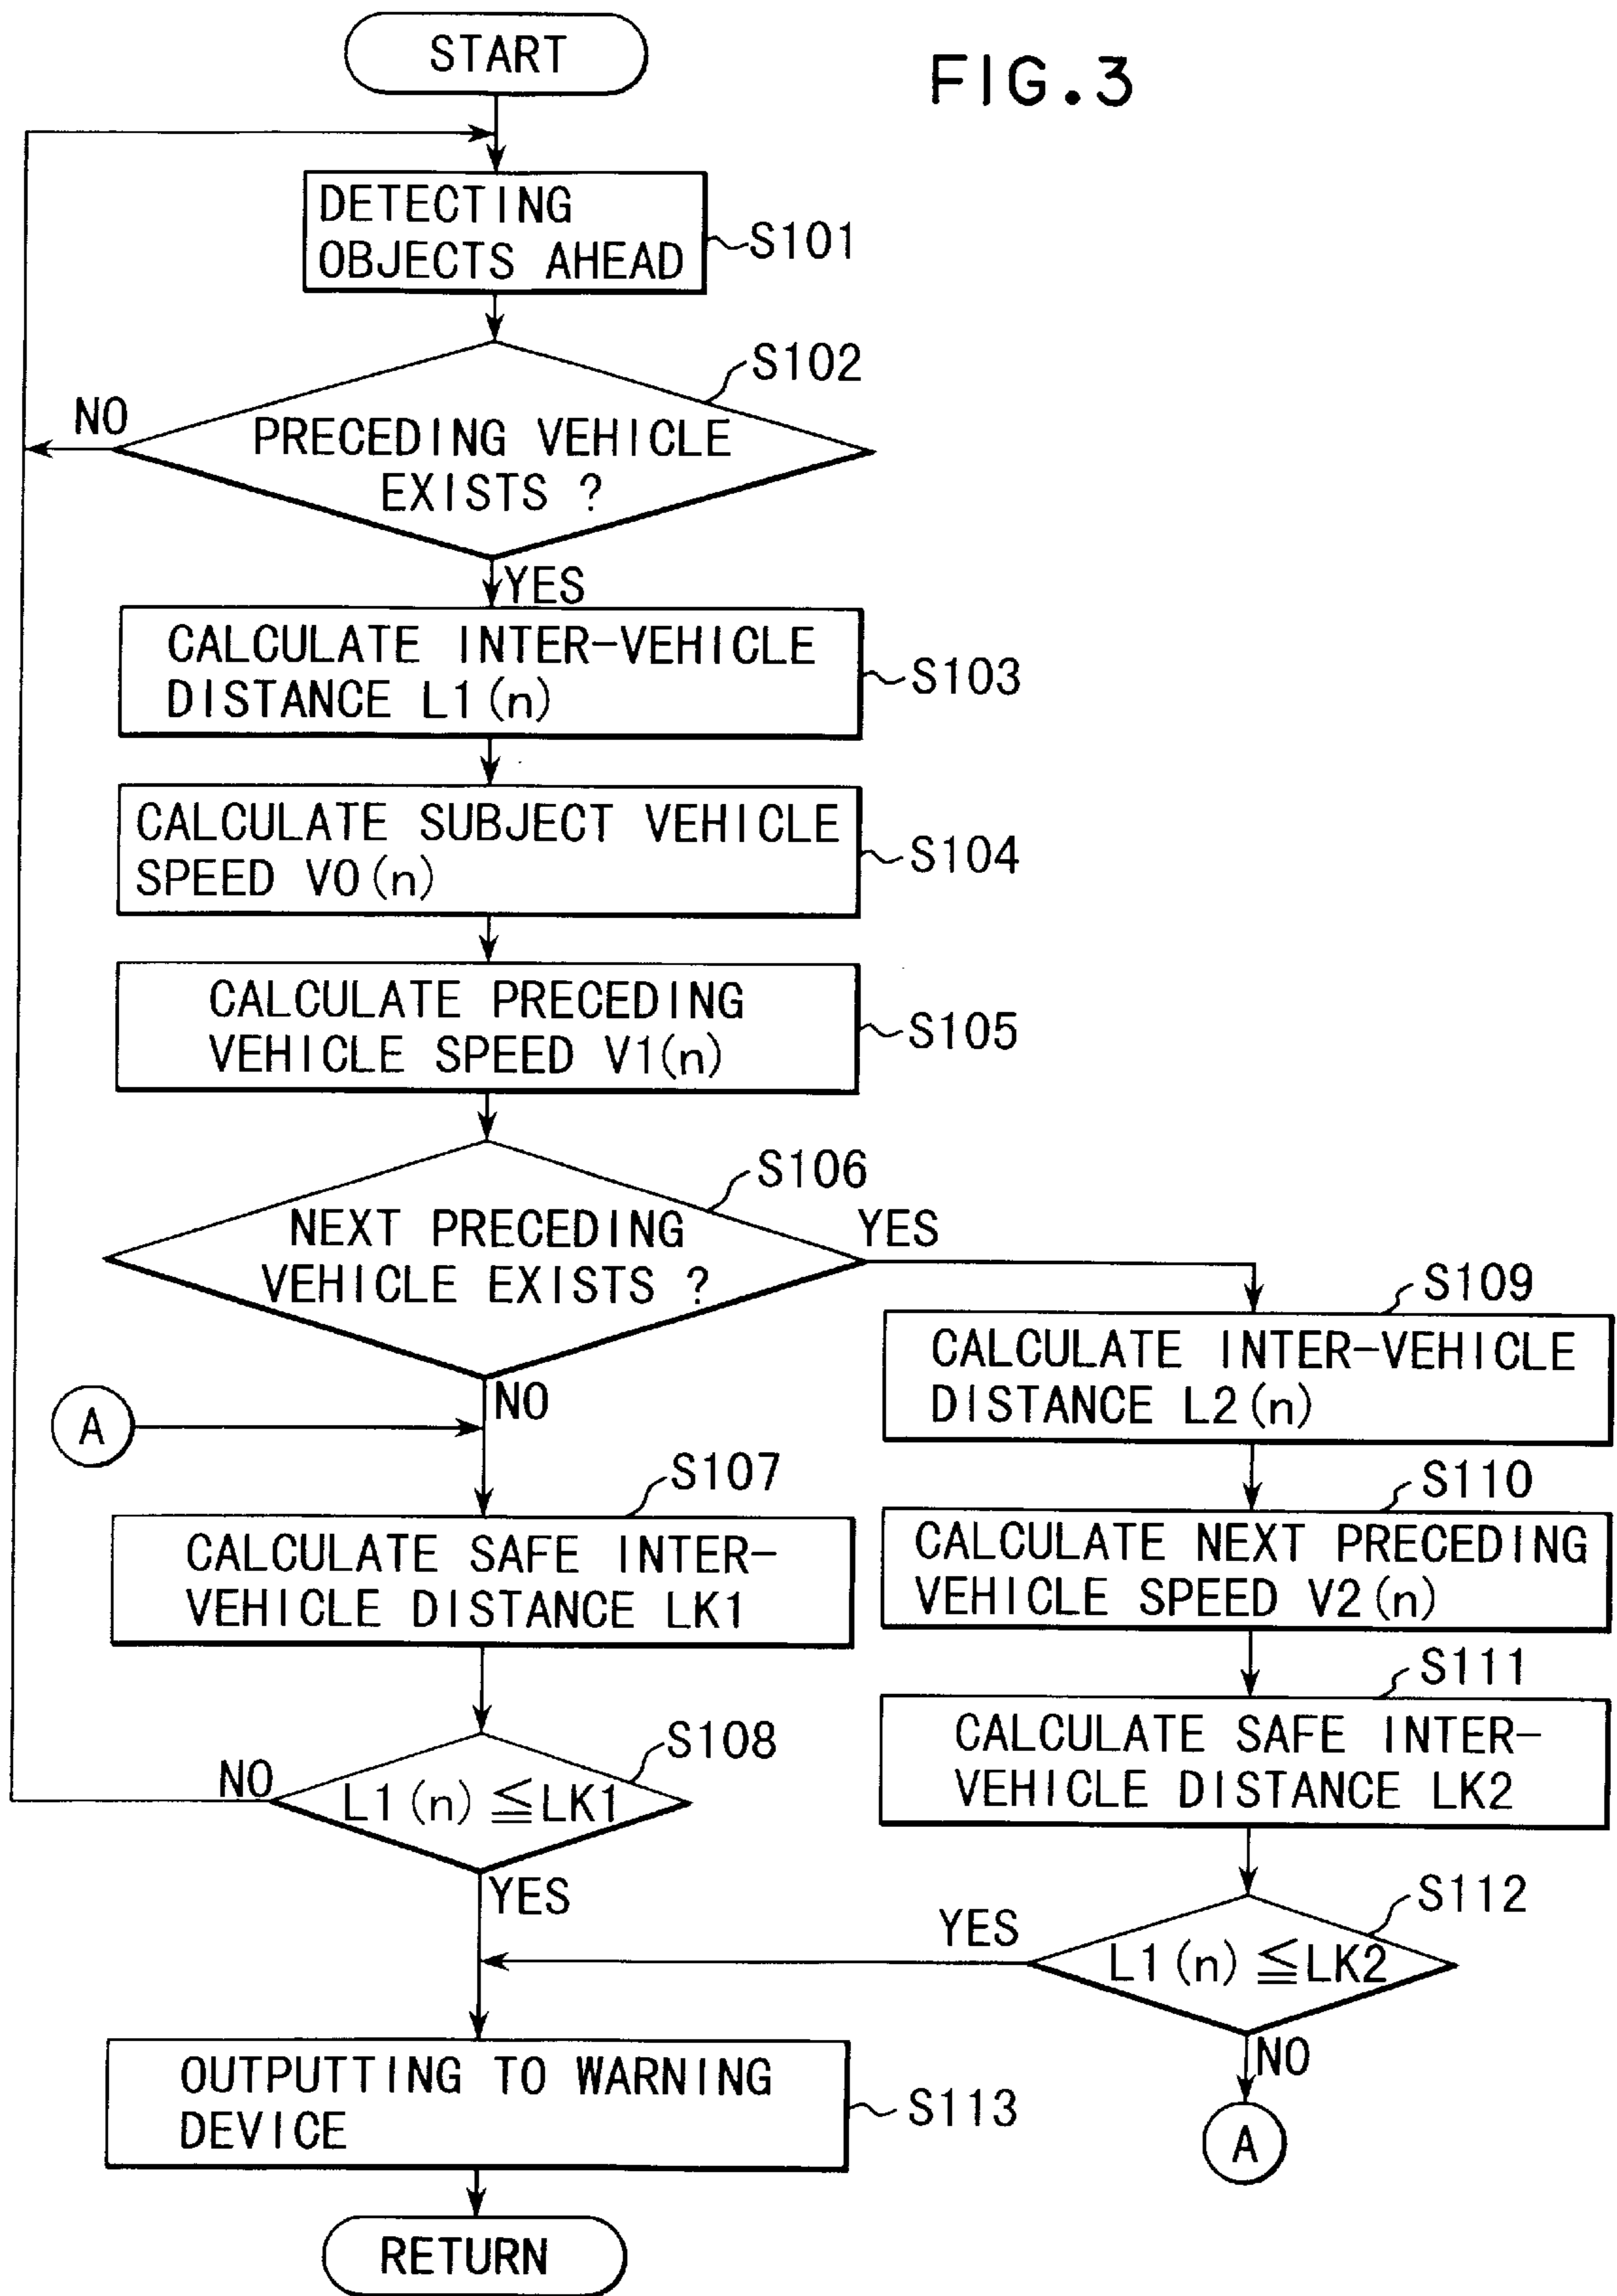 START
FIG.3
DETECTING
OBJECTS AHEAD
S101
S102
NO
PRECEDING VEHICLE
EXISTS ?
YES
CALCULATE INTER-VEHICLE
DISTANCE L1(n)
S103
CALCULATE SUBJECT VEHICLE
SPEED V0(n)
S104
CALCULATE PRECEDING
VEHICLE SPEED V1(n)
S105
S106
NEXT PRECEDING
VEHICLE EXISTS ?
YES
NO
A
S107
CALCULATE SAFE INTER-
VEHICLE DISTANCE LK1
S108
NO
L1(n)≦LK1
YES
S109
CALCULATE INTER-VEHICLE
DISTANCE L2(n)
S110
CALCULATE NEXT PRECEDING
VEHICLE SPEED V2(n)
S111
CALCULATE SAFE INTER-
VEHICLE DISTANCE LK2
S112
YES
L1(n)≦LK2
NO
A
OUTPUTTING TO WARNING
DEVICE
S113
RETURN